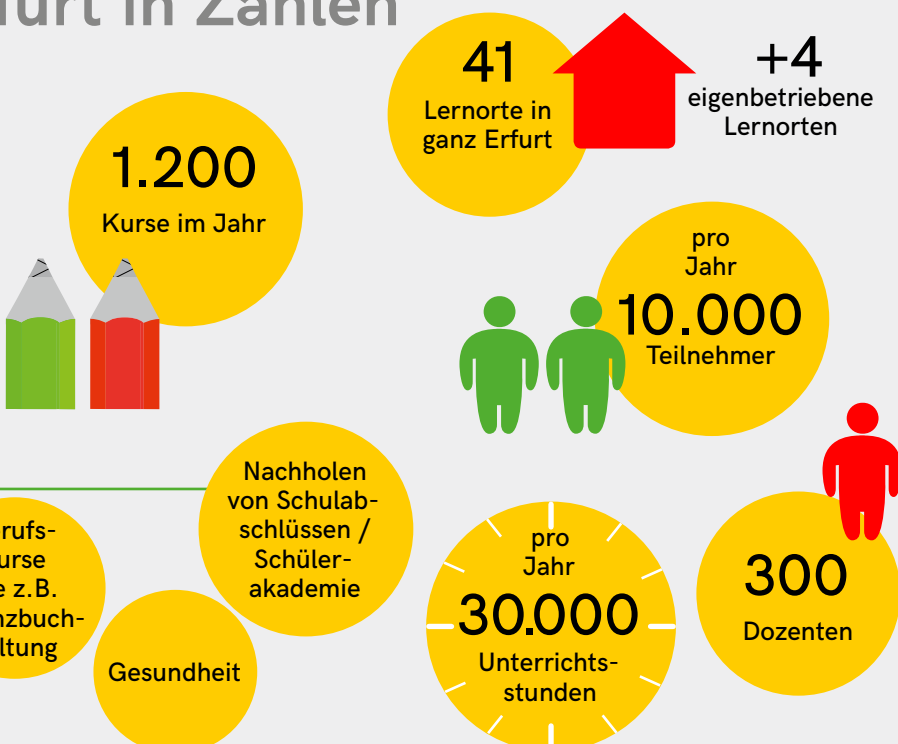 furt in Zahlen
41
Lernorte in
ganz Erfurt
+4
eigenbetriebene
Lernorten
1.200
Kurse im Jahr
pro
Jahr
10.000
Teilnehmer
Nachholen
von Schulab-
schlüssen /
Schüler-
akademie
rufs-
urse
e z.B.
nzbuch-
ltung
Gesundheit
pro
Jahr
30.000
Unterrichts-
stunden
300
Dozenten